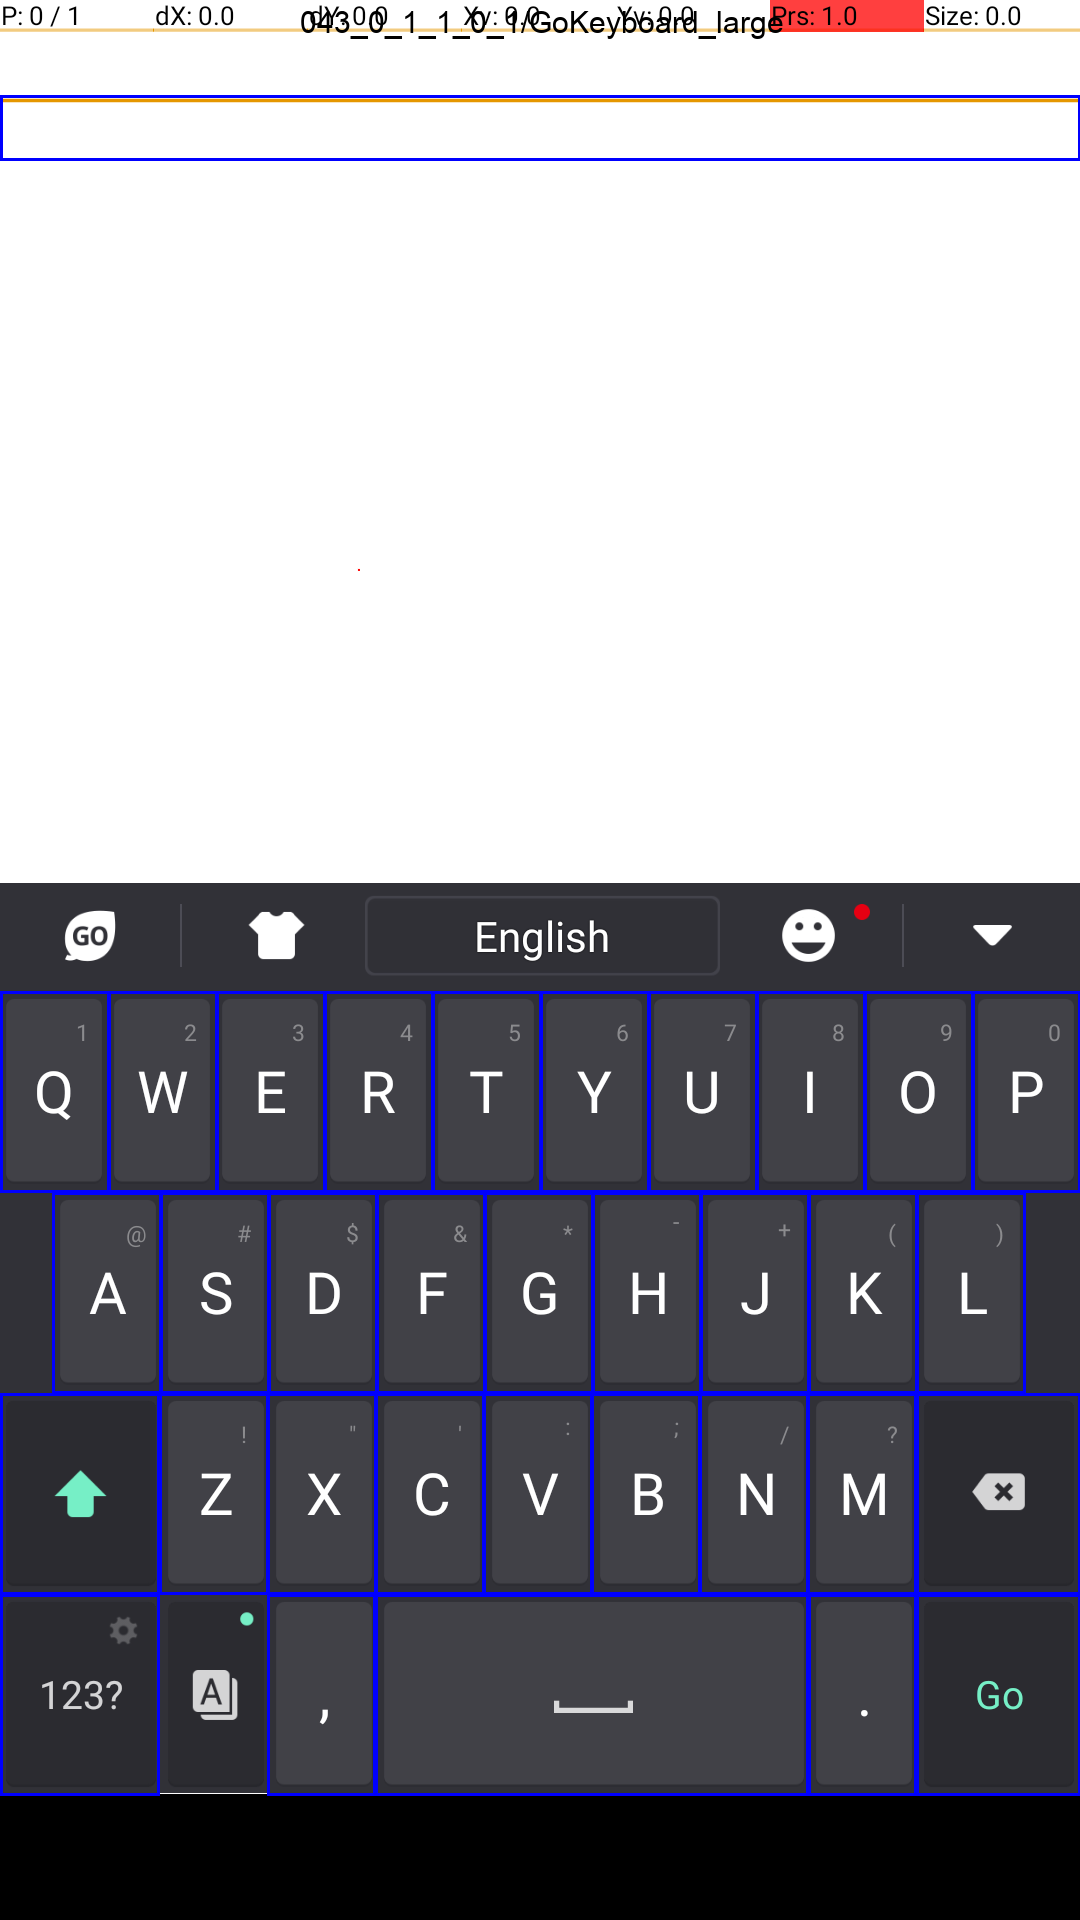 P: 0 / 1 dX: 0.0 dY: 0.0 Xv: 0.0 Yv: 0.0 Prs: 1.0 Size: 0.0
043_0_1_1_0_1/GoKeyboard_large
GO English
1 2 3 4 5 6 7 8 9 0
Q W E R T Y U I O P
@ # $ & * - + ( )
A S D F G H J K L
! " ' : ; / ?
Z X C V B N M
123? A , . Go